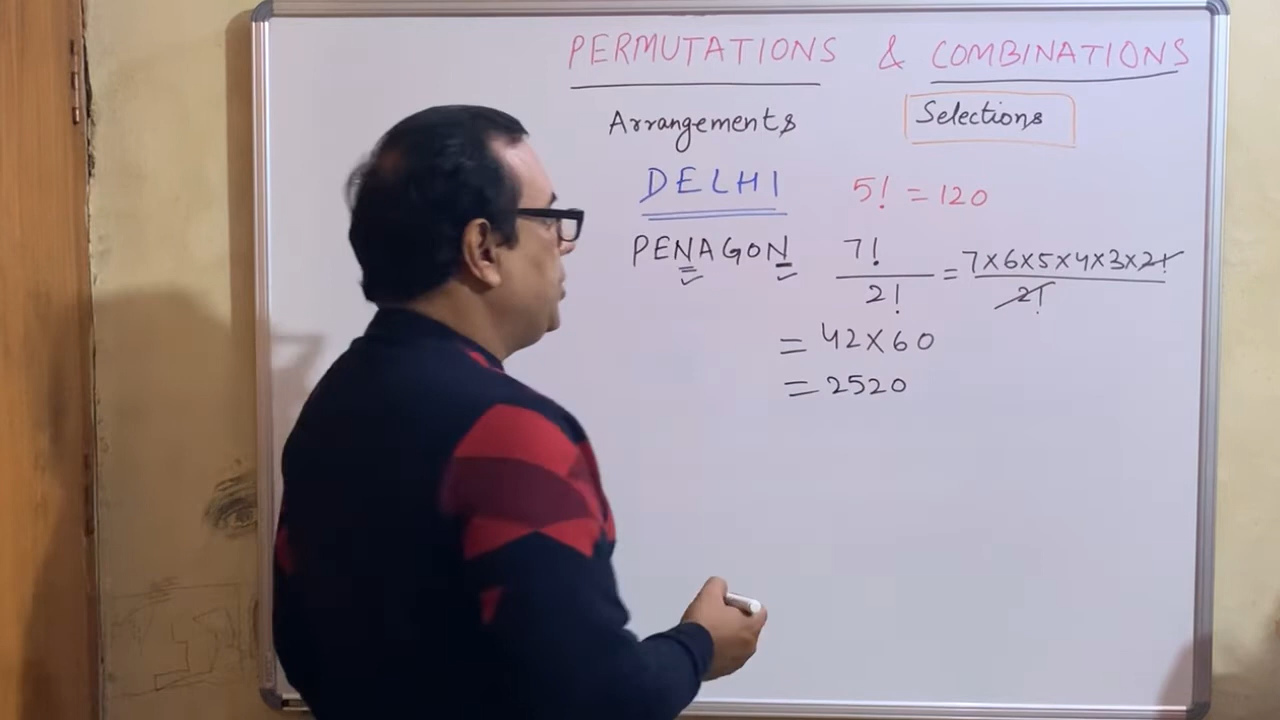 PERMUTATIONS & COMBINATIONS
Arrangements Selections
DELHI 5! = 120
PENAGON 7!/2! = 7×6×5×4×3×2!/2!
= 42×60
= 2520